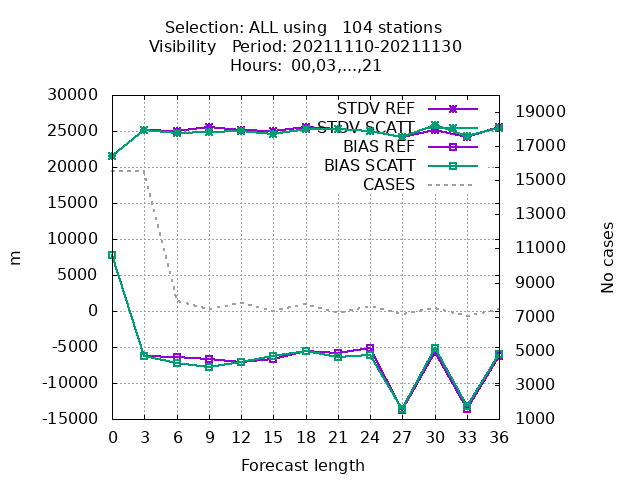 Selection: ALL using   104 stations
Visibility   Period: 20211110-20211130
Hours:  00,03,...,21
30000
25000
20000
15000
10000
5000
0
-5000
-10000
-15000
m
STDV REF
STDV SCATT
BIAS REF
BIAS SCATT
CASES
19000
17000
15000
13000
11000
9000
7000
5000
3000
1000
No cases
0 3 6 9 12 15 18 21 24 27 30 33 36
Forecast length